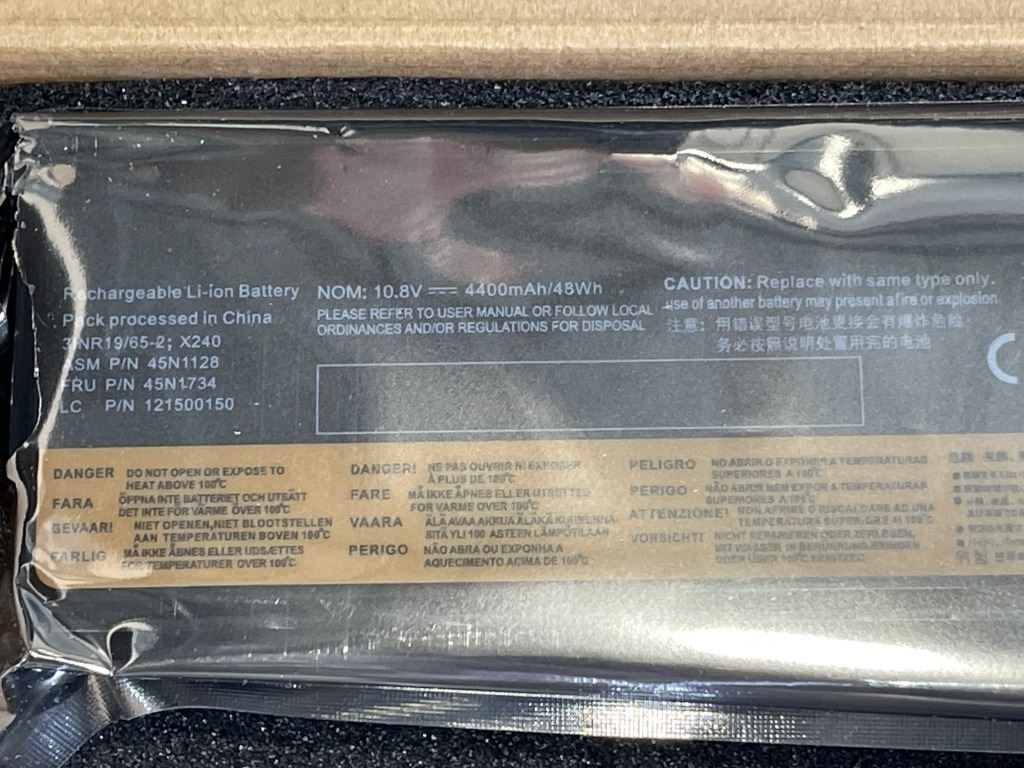 Rechargeable Li-ion Battery
Pack processed in China
3INR19/65-2; X240
ASM P/N 45N1128
FRU P/N 45N1734
LC P/N 121500150
NOM: 10.8V ⎓ 4400mAh/48Wh
PLEASE REFER TO USER MANUAL OR FOLLOW LOCAL
ORDINANCES AND/OR REGULATIONS FOR DISPOSAL
CAUTION: Replace with same type only.
use of another battery may present a fire or explosion
注意: 用错误型号电池更换会有爆炸危险
务必按照说明处置用完的电池
DANGER DO NOT OPEN OR EXPOSE TO
HEAT ABOVE 100°C
FARA ÖPPNA INTE BATTERIET OCH UTSÄTT
DET INTE FÖR VÄRME ÖVER 100°C
GEVAAR! NIET OPENEN,NIET BLOOTSTELLEN
AAN TEMPERATUREN BOVEN 100°C
FARLIG MÅ IKKE ÅBNES ELLER UDSÆTTES
FOR TEMPERATURER OVER 100°C
DANGER! NE PAS OUVRIR NI EXPOSER
À PLUS DE 100°C
FARE MÅ IKKE ÅPNES ELLER UTSETTES
FOR VARME OVER 100°C
VAARA ÄLÄ AVAA AKKUA ÄLÄKÄ
SITÄ YLI 100 ASTEEN LÄMPÖTILAAN
PERIGO NÃO ABRA OU EXPONHA A
AQUECIMENTO ACIMA DE 100°C
PELIGRO NO ABRIR O EXPONER A TEMPERATURAS
SUPERIORES A 100°C
PERIGO NÃO ABRIR NEM EXPOR A TEMPERATURAS
SUPERIORES A 100°C
ATTENZIONE! NON APRIRE O RISCALDARE AD UNA
TEMPERATURA SUPERIORE AI 100°C
VORSICHT! NICHT REPARIEREN ODER ZERLEGEN,
MIT WASSER IN BERÜHRUNG BRINGEN
ODER ÜBER 100°C ERHITZEN